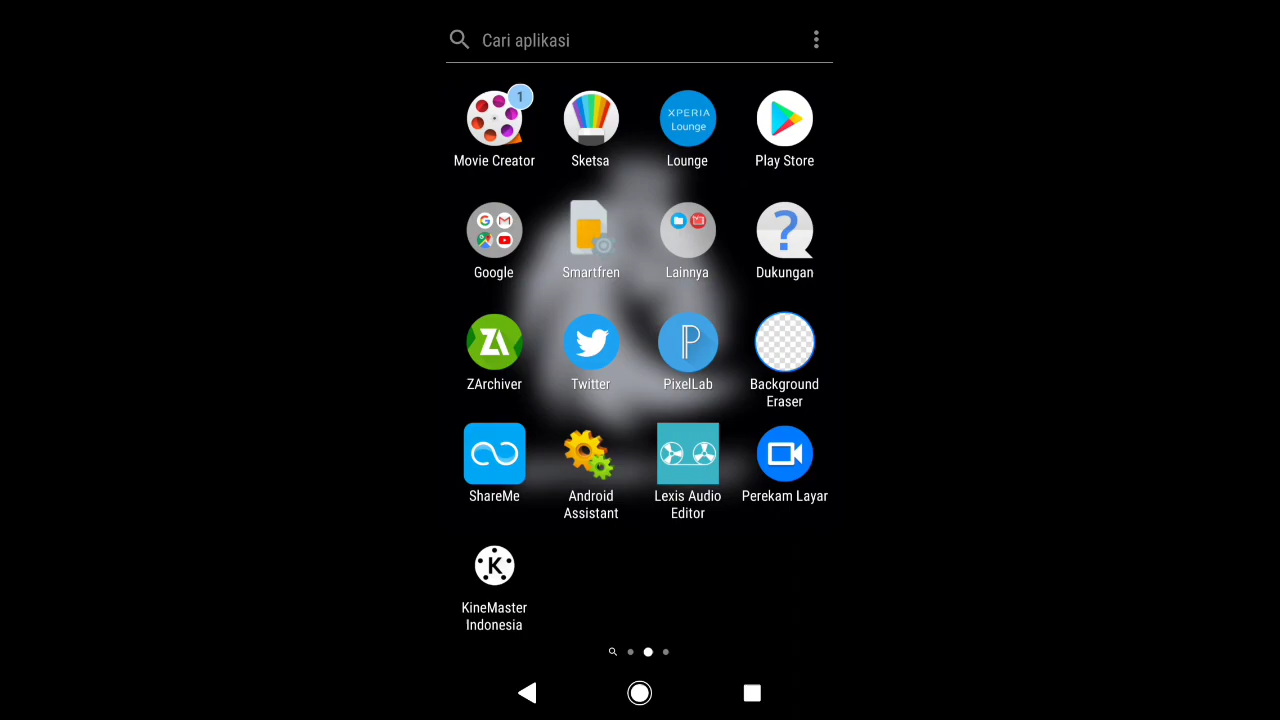 Cari aplikasi
1
XPERIA
Lounge
Movie Creator
Sketsa
Lounge
Play Store
G
?
Google
Smartfren
Lainnya
Dukungan
ZA
P
ZArchiver
Twitter
PixelLab
Background
Eraser
ShareMe
Android
Assistant
Lexis Audio
Editor
Perekam Layar
K
KineMaster
Indonesia